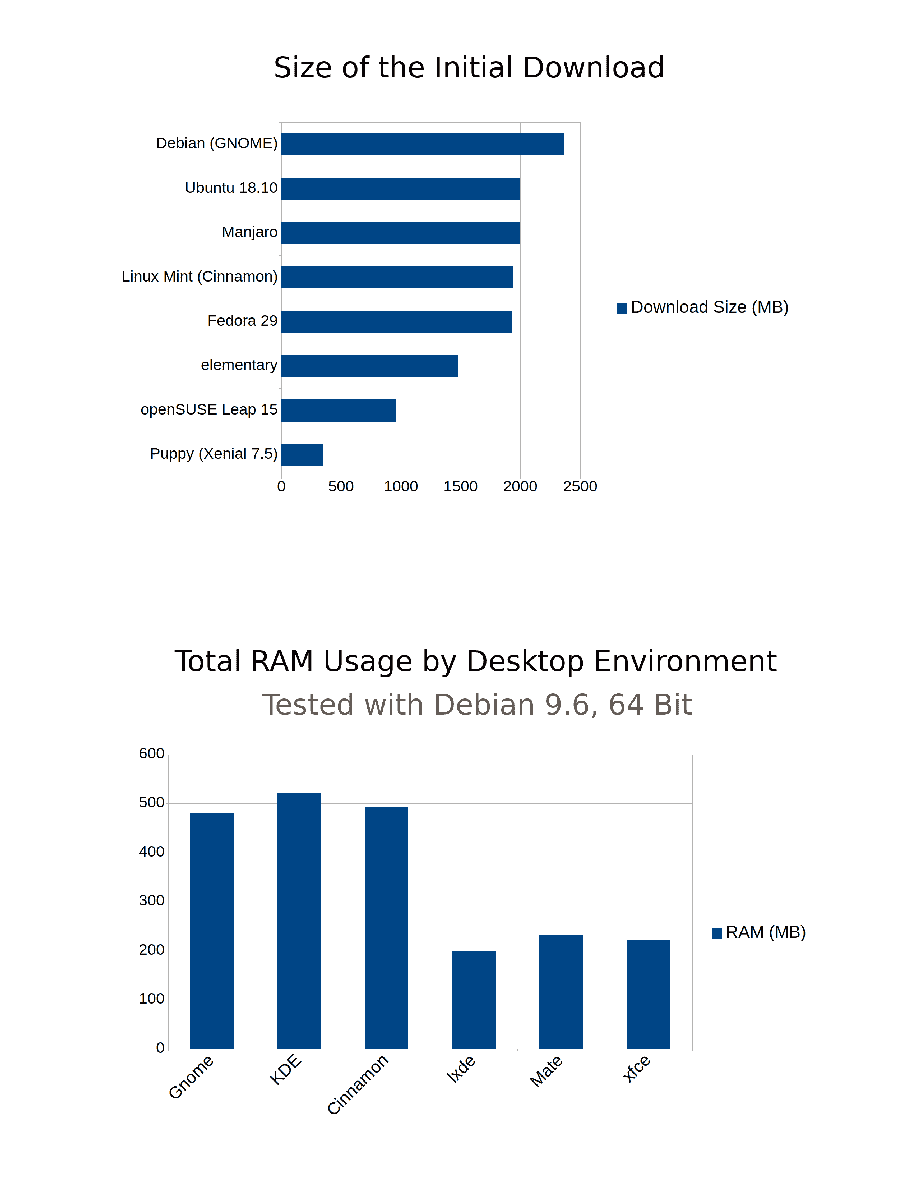 Size of the Initial Download
Debian (GNOME)
Ubuntu 18.10
Manjaro
Linux Mint (Cinnamon)
Fedora 29
elementary
openSUSE Leap 15
Puppy (Xenial 7.5)
0 500 1000 1500 2000 2500
Download Size (MB)
Total RAM Usage by Desktop Environment
Tested with Debian 9.6, 64 Bit
600
500
400
300
200
100
0
Gnome KDE Cinnamon lxde Mate xfce
RAM (MB)